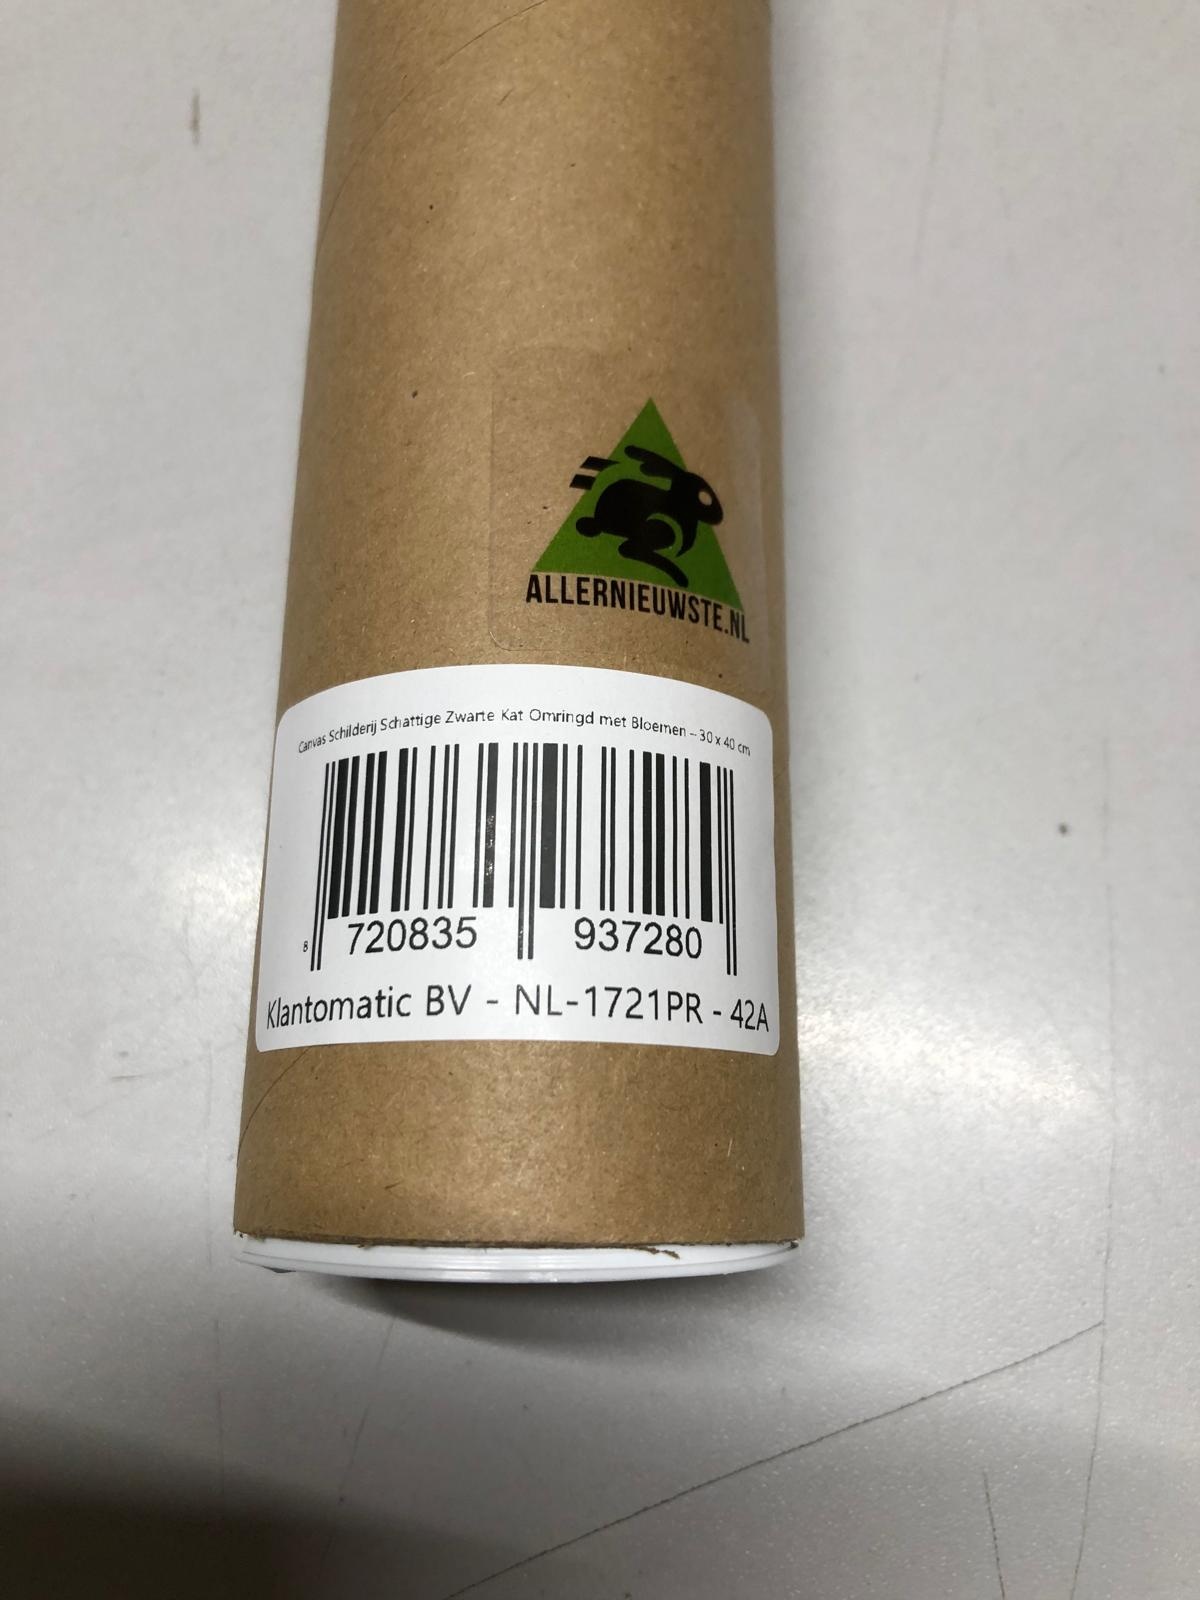 ALLERNIEUWSTE.NL
Canvas Schilderij Schattige Zwarte Kat Omringd met Bloemen – 30 x 40 cm
8 720835 937280
Klantomatic BV - NL-1721PR - 42A